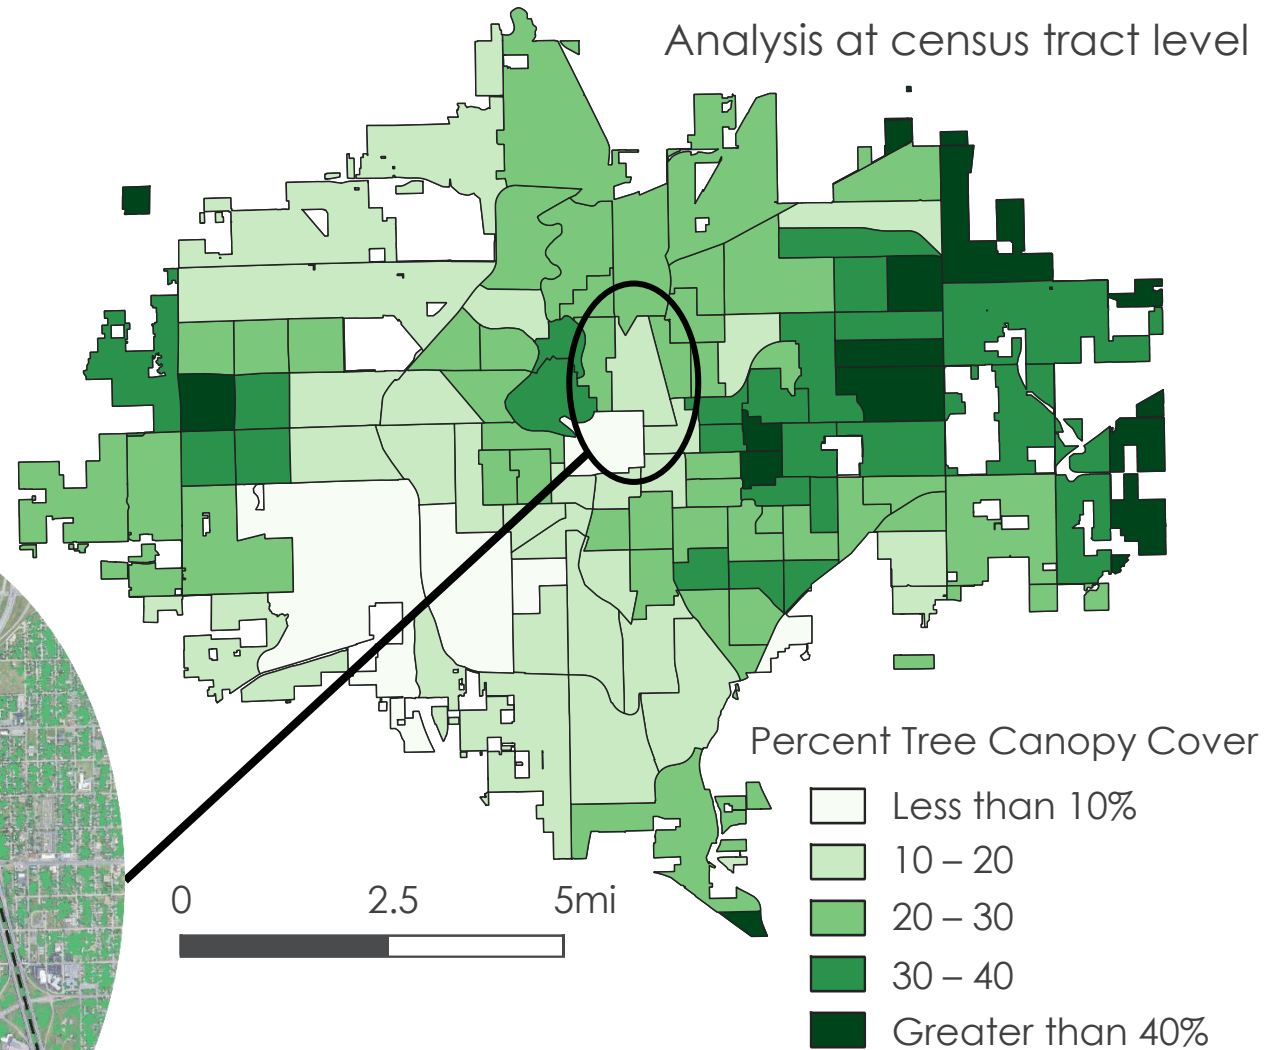 Analysis at census tract level
Percent Tree Canopy Cover
Less than 10%
10 – 20
20 – 30
30 – 40
Greater than 40%
0 2.5 5mi